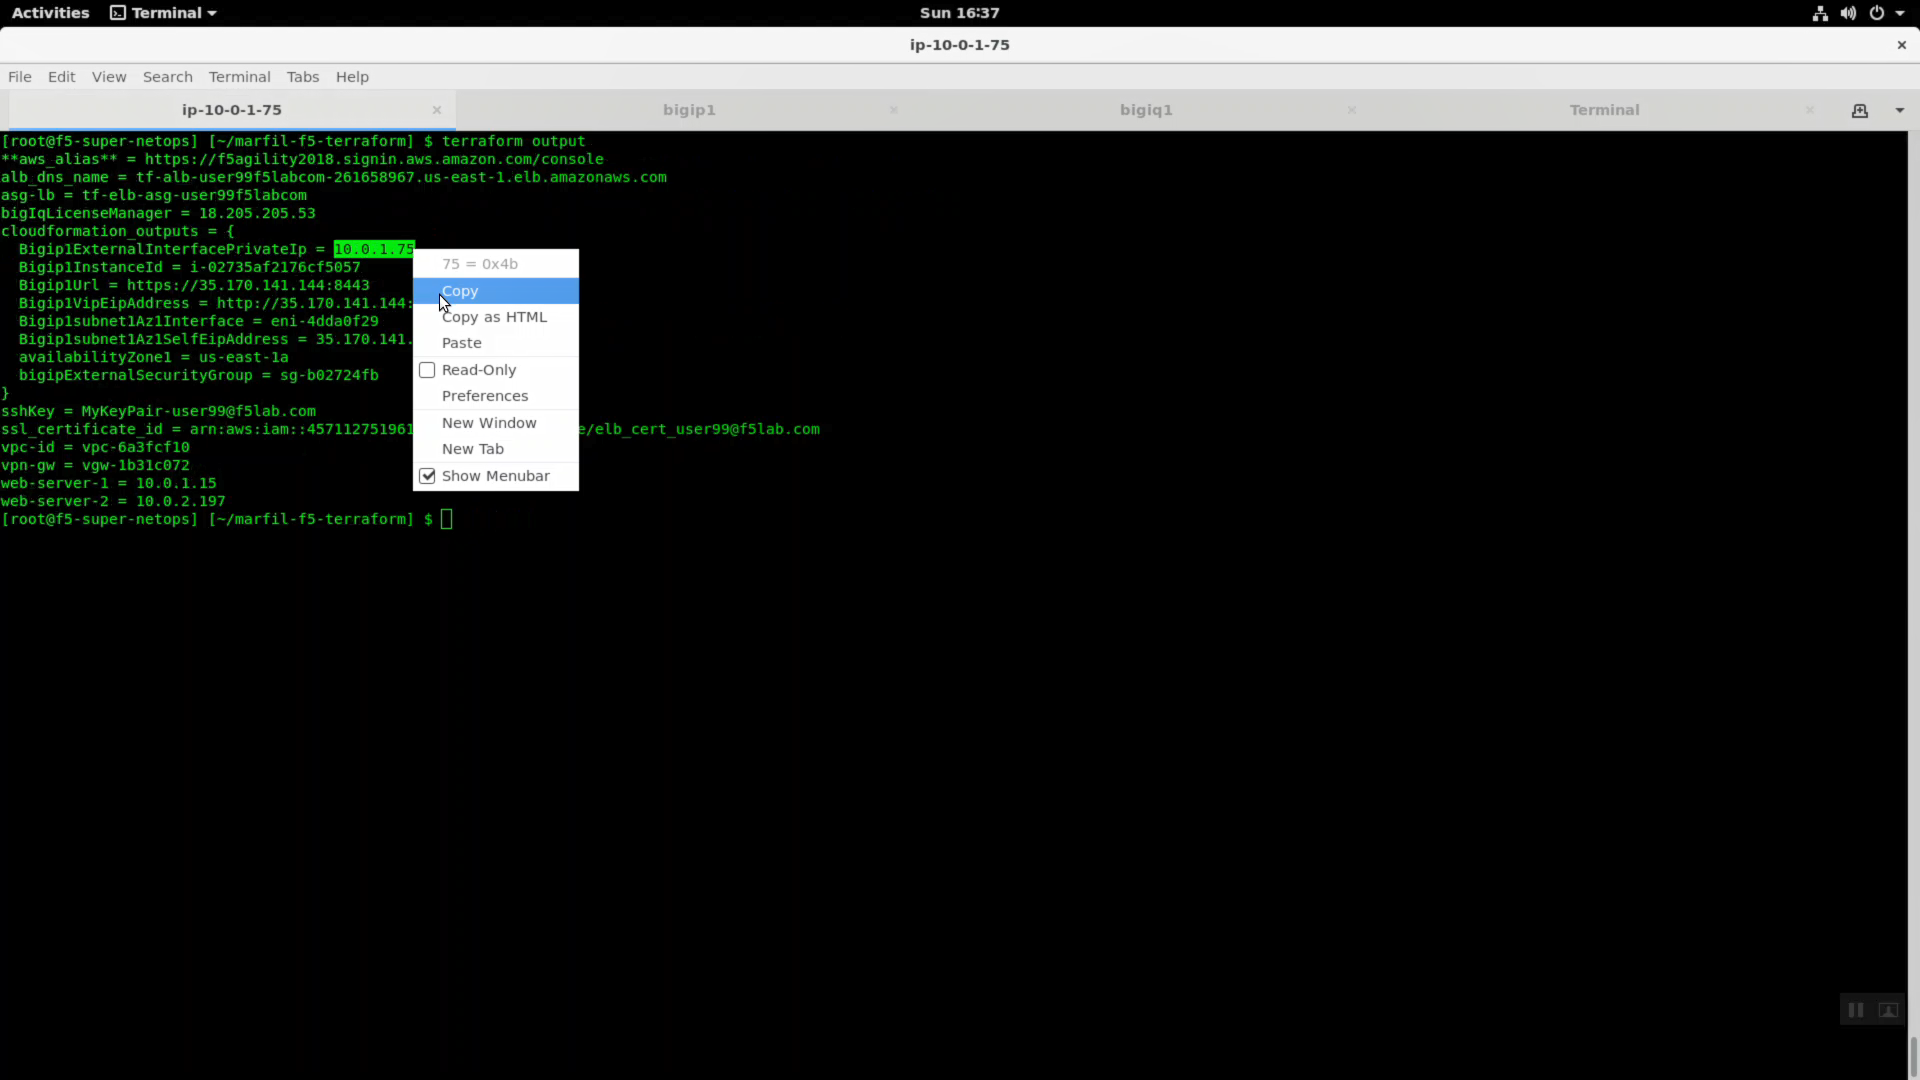 Activities Terminal Sun 16:37
ip-10-0-1-75
File Edit View Search Terminal Tabs Help
ip-10-0-1-75 bigip1 bigiq1 Terminal
[root@f5-super-netops] [~/marfil-f5-terraform] $ terraform output
**aws_alias** = https://f5agility2018.signin.aws.amazon.com/console
alb_dns_name = tf-alb-user99f5labcom-261658967.us-east-1.elb.amazonaws.com
asg-lb = tf-elb-asg-user99f5labcom
bigIqLicenseManager = 18.205.205.53
cloudformation_outputs = {
Bigip1ExternalInterfacePrivateIp = 10.0.1.75
Bigip1InstanceId = i-02735af2176cf5057
Bigip1Url = https://35.170.141.144:8443
Bigip1VipEipAddress = http://35.170.141.144:
Bigip1subnet1Az1Interface = eni-4dda0f29
Bigip1subnet1Az1SelfEipAddress = 35.170.141.
availabilityZone1 = us-east-1a
bigipExternalSecurityGroup = sg-b02724fb
}
sshKey = MyKeyPair-user99@f5lab.com
ssl_certificate_id = arn:aws:iam::457112751961 e/elb_cert_user99@f5lab.com
vpc-id = vpc-6a3fcf10
vpn-gw = vgw-1b31c072
web-server-1 = 10.0.1.15
web-server-2 = 10.0.2.197
[root@f5-super-netops] [~/marfil-f5-terraform] $
75 = 0x4b
Copy
Copy as HTML
Paste
Read-Only
Preferences
New Window
New Tab
Show Menubar